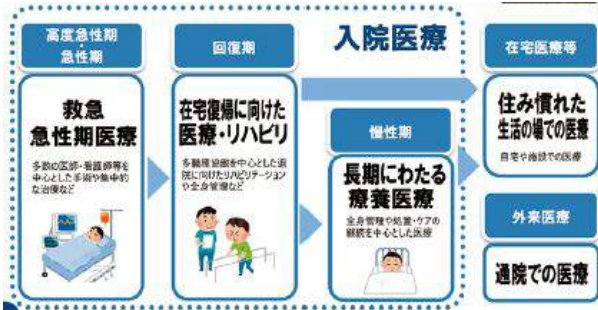 高度急性期・
急性期
救急
急性期医療
多数の医師・看護師等を
中心とした手術や集中的
な治療など
回復期
在宅復帰に向けた
医療・リハビリ
多職種協働を中心とした退
院に向けたリハビリテーション
や全身管理など
入院医療
慢性期
長期にわたる
療養医療
全身管理や処置・ケアの
継続を中心とした医療
在宅医療等
住み慣れた
生活の場での医療
自宅や施設での医療
外来医療
通院での医療